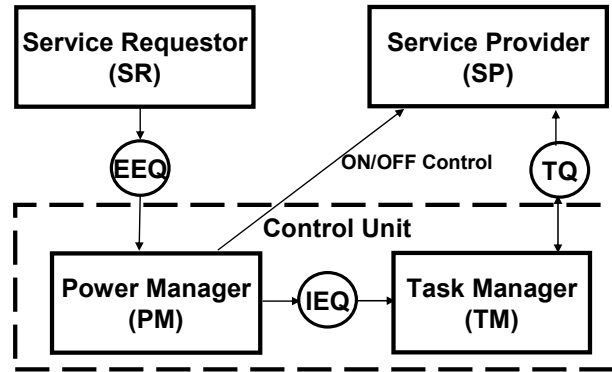 Service Requestor
(SR)
Service Provider
(SP)
EEQ
ON/OFF Control
TQ
Control Unit
Power Manager
(PM)
IEQ
Task Manager
(TM)